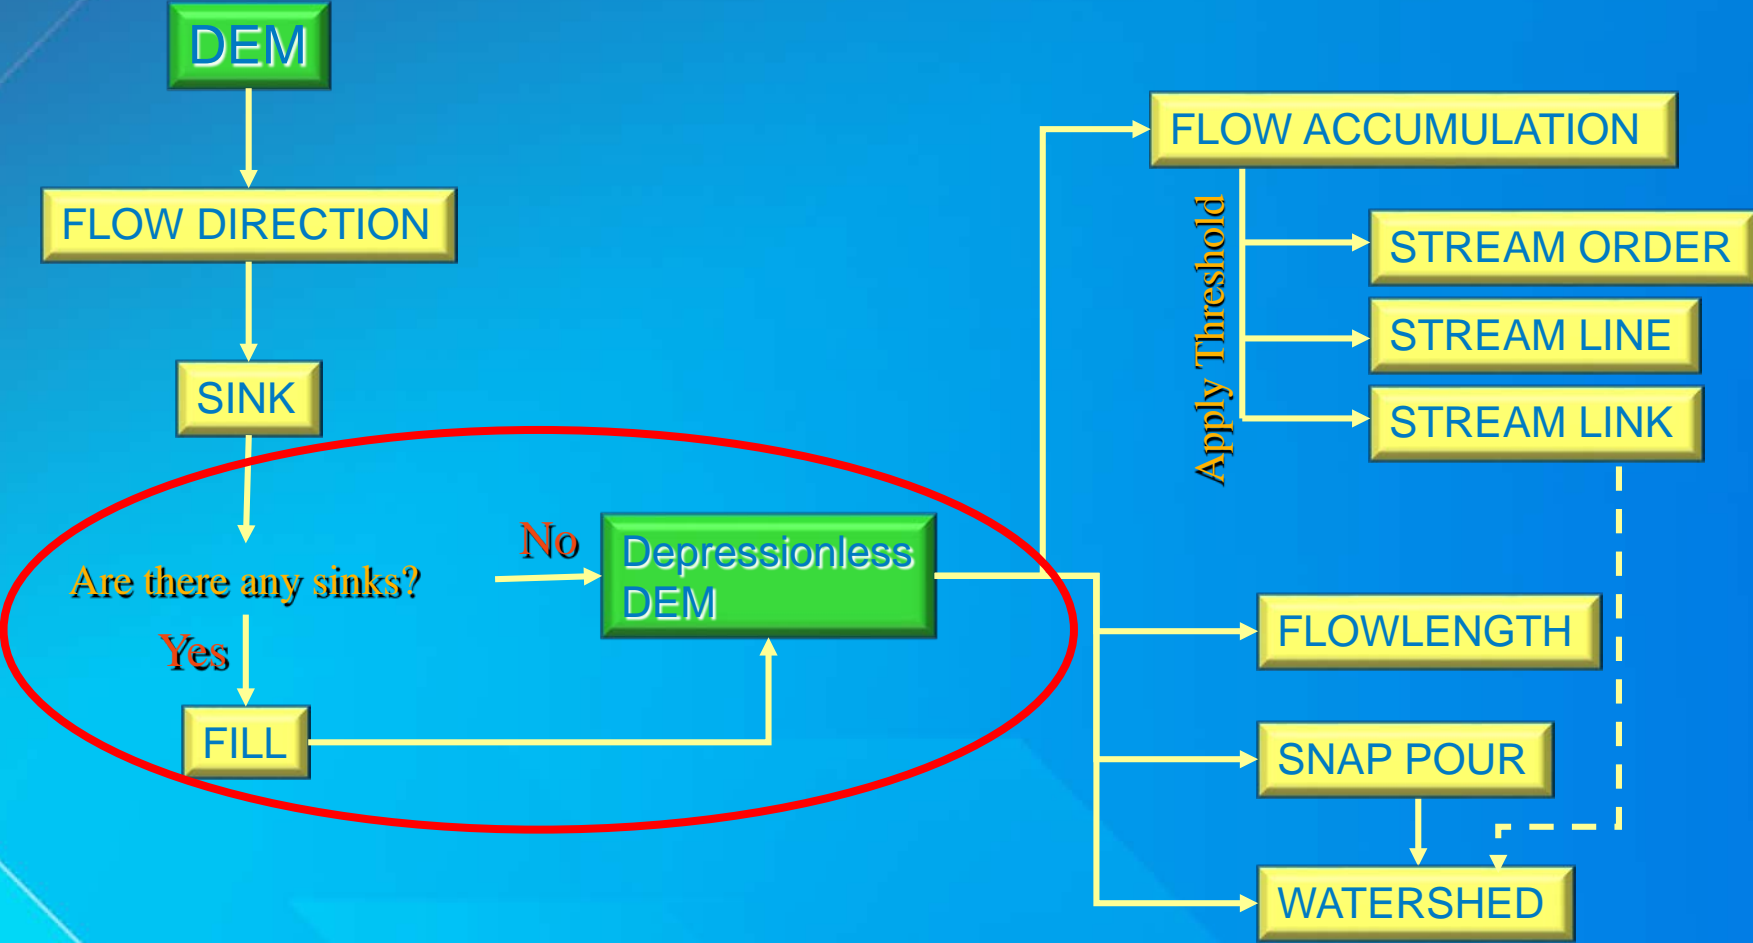 DEM
FLOW DIRECTION
SINK
Are there any sinks?
Yes
FILL
No
Depressionless
DEM
FLOW ACCUMULATION
Apply Threshold
STREAM ORDER
STREAM LINE
STREAM LINK
FLOWLENGTH
SNAP POUR
WATERSHED